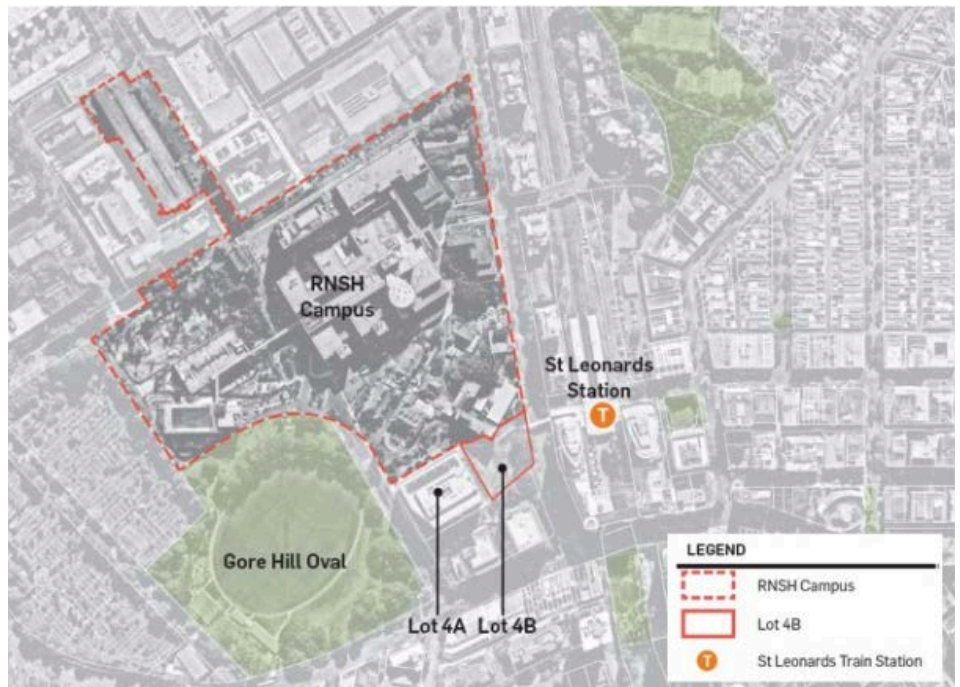 RNSH
Campus
St Leonards
Station
T
Gore Hill Oval
Lot 4A
Lot 4B
LEGEND
RNSH Campus
Lot 4B
T
St Leonards Train Station